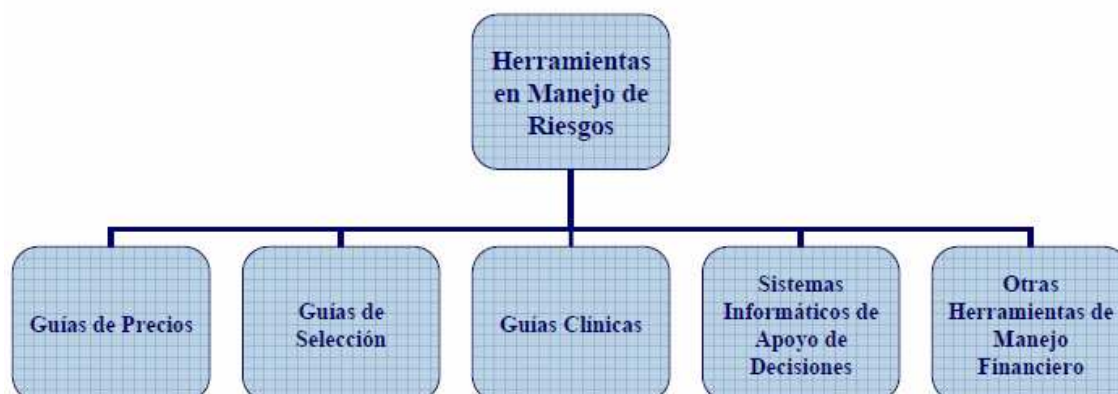 Herramientas
en Manejo de
Riesgos
Guías de Precios
Guías de
Selección
Guías Clínicas
Sistemas
Informáticos de
Apoyo de
Decisiones
Otras
Herramientas de
Manejo
Financiero